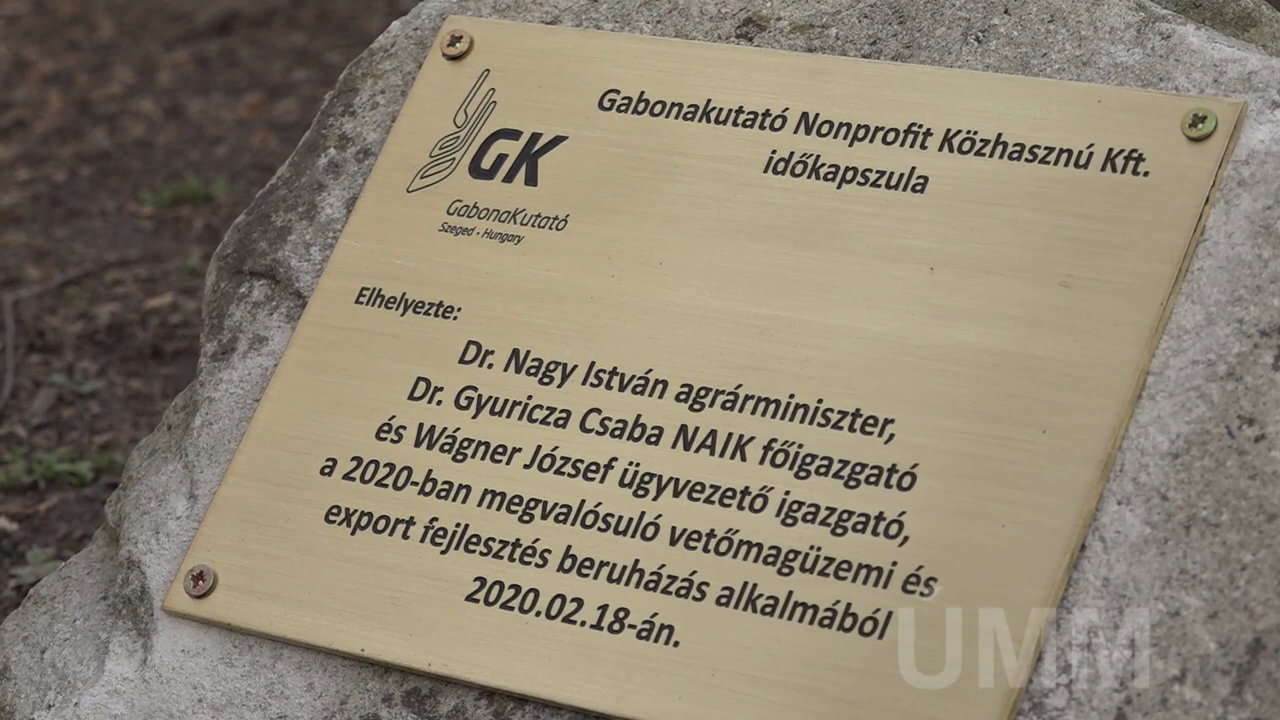 GK
GabonaKutató
Szeged • Hungary
Gabonakutató Nonprofit Közhasznú Kft.
időkapszula
Elhelyezte:
Dr. Nagy István agrárminiszter,
Dr. Gyuricza Csaba NAIK főigazgató
és Wágner József ügyvezető igazgató,
a 2020-ban megvalósuló vetőmagüzemi és
export fejlesztés beruházás alkalmából
2020.02.18-án.
UMM